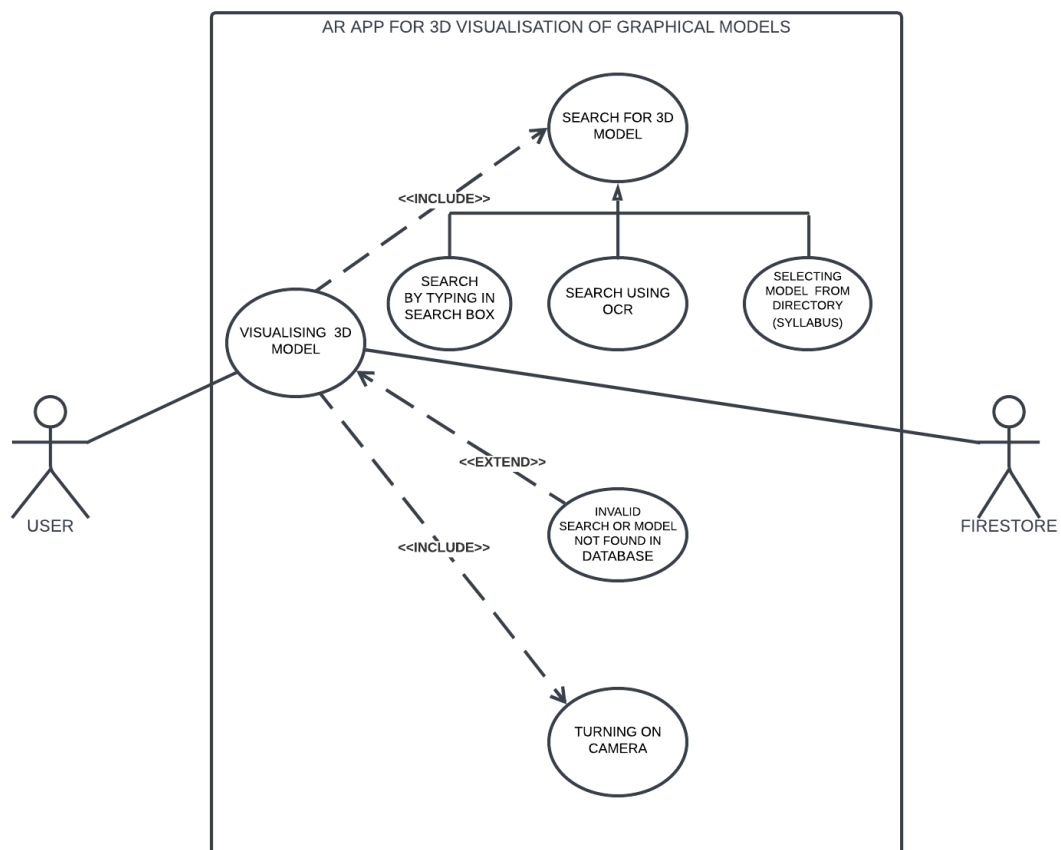 AR APP FOR 3D VISUALISATION OF GRAPHICAL MODELS
SEARCH FOR 3D
MODEL
<<INCLUDE>>
SEARCH
BY TYPING IN
SEARCH BOX
SEARCH USING
OCR
SELECTING
MODEL FROM
DIRECTORY
(SYLLABUS)
VISUALISING 3D
MODEL
<<EXTEND>>
USER
INVALID
SEARCH OR MODEL
NOT FOUND IN
DATABASE
FIRESTORE
<<INCLUDE>>
TURNING ON
CAMERA